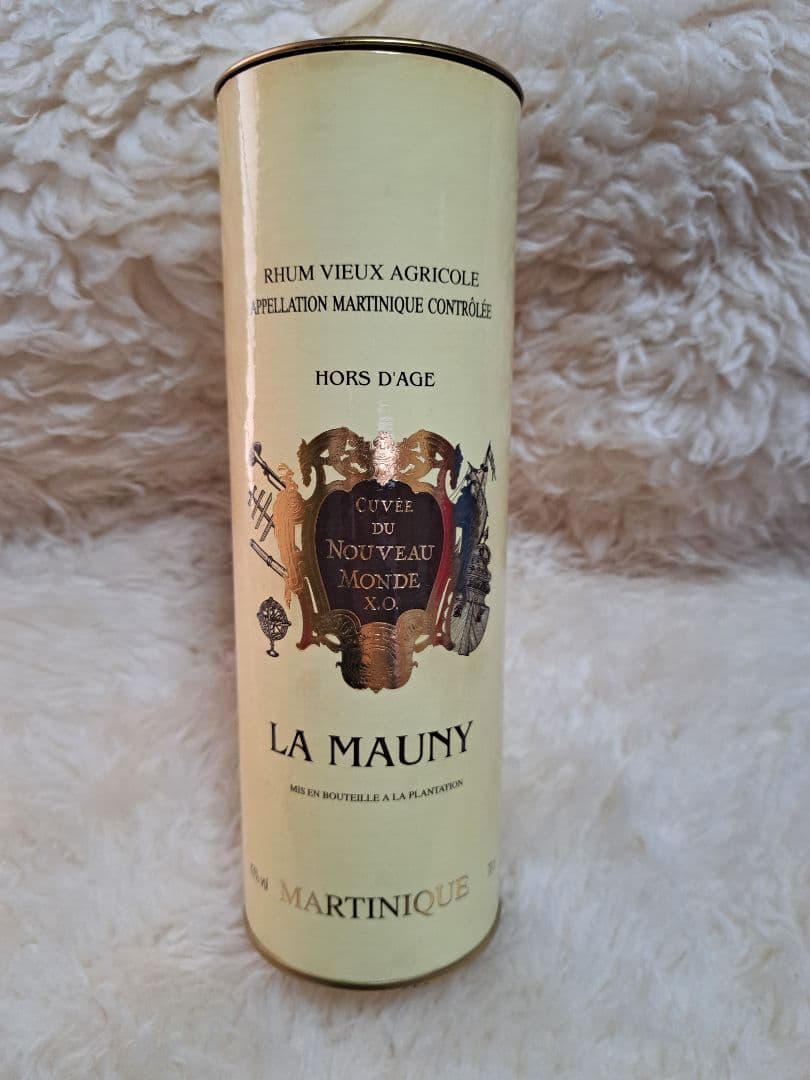 RHUM VIEUX AGRICOLE
APPELLATION MARTINIQUE CONTRÔLÉE
HORS D'AGE
CUVÉE
DU
NOUVEAU
MONDE
X.O.
LA MAUNY
MIS EN BOUTEILLE A LA PLANTATION
MARTINIQUE